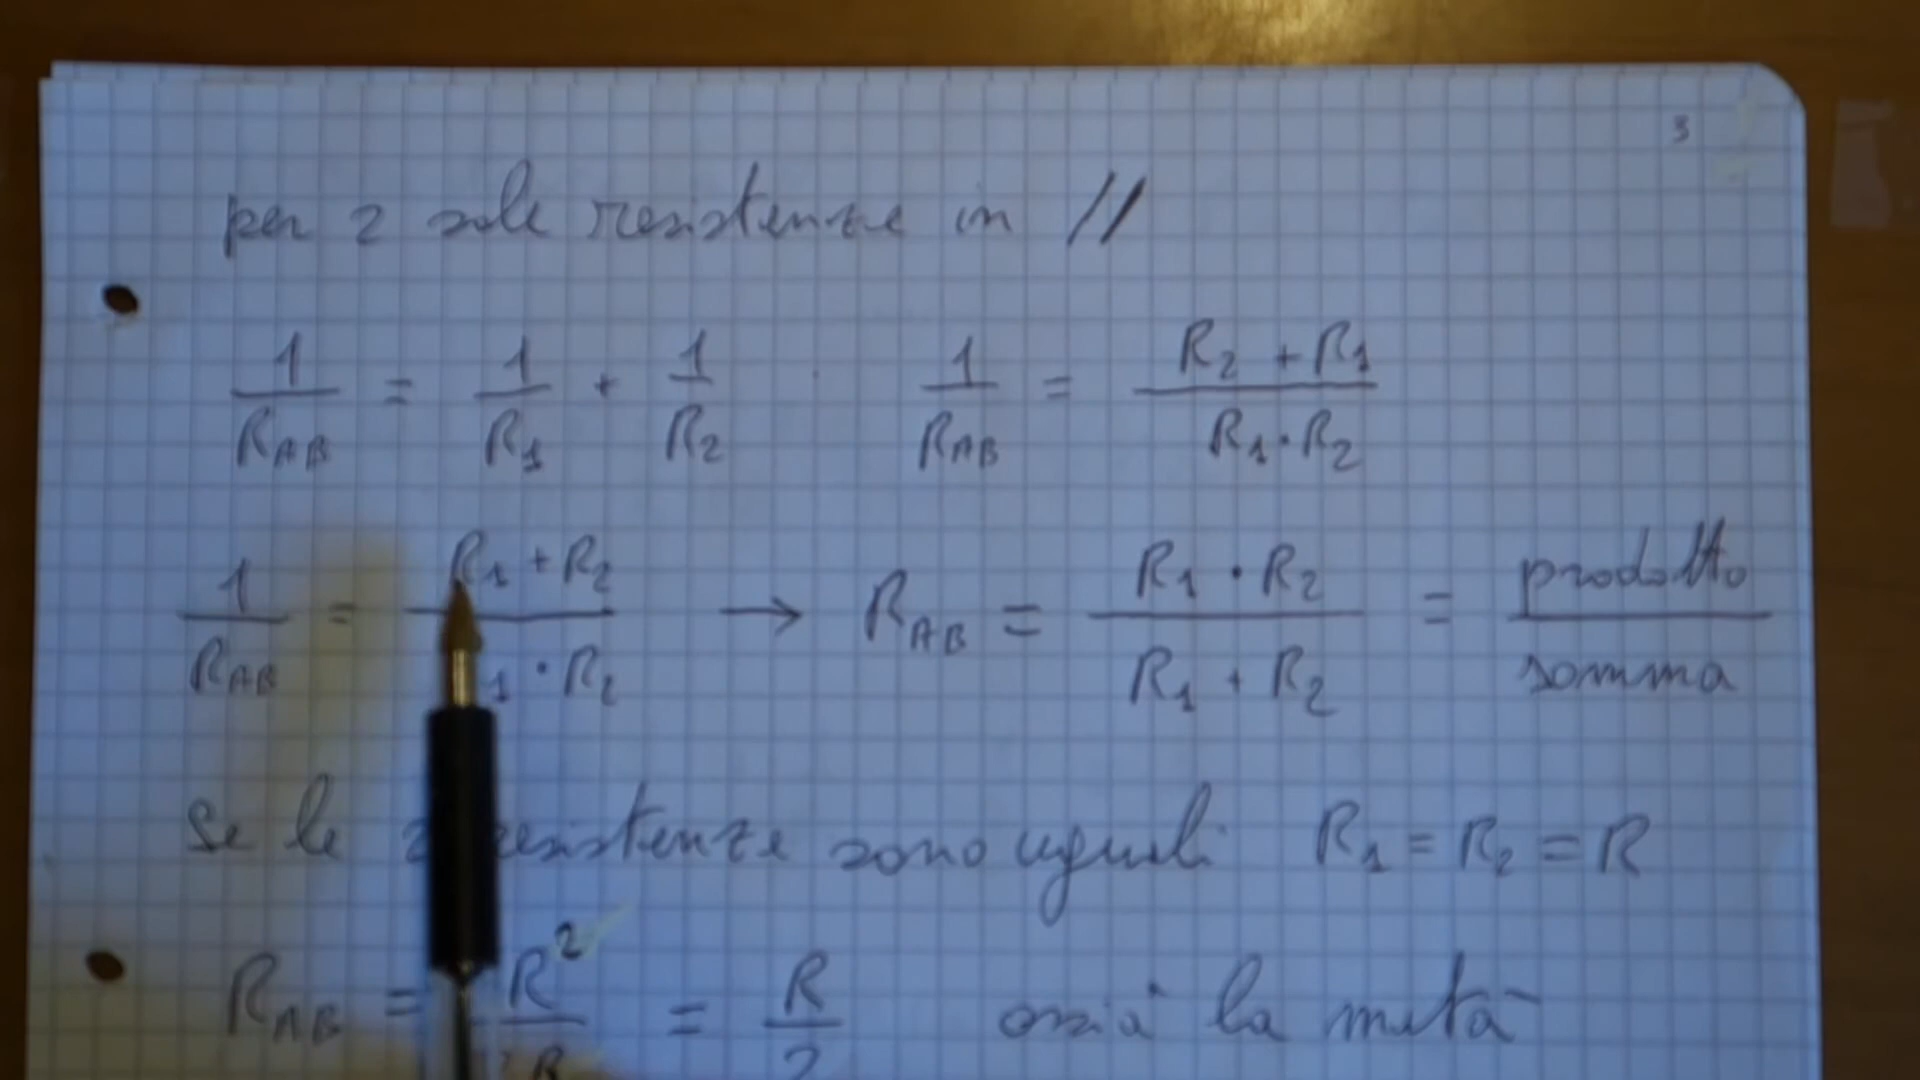 3
per 2 sole resistenze in //
1/R_AB = 1/R_1 + 1/R_2    1/R_AB = (R_2 + R_1)/(R_1 · R_2)
1/R_AB = (R_1 + R_2)/(1 · R_2) → R_AB = (R_1 · R_2)/(R_1 + R_2) = prodotto/somma
Se le 2 resistenze sono uguali R_1 = R_2 = R
R_AB = R^2/R = R/2 ossia la metà